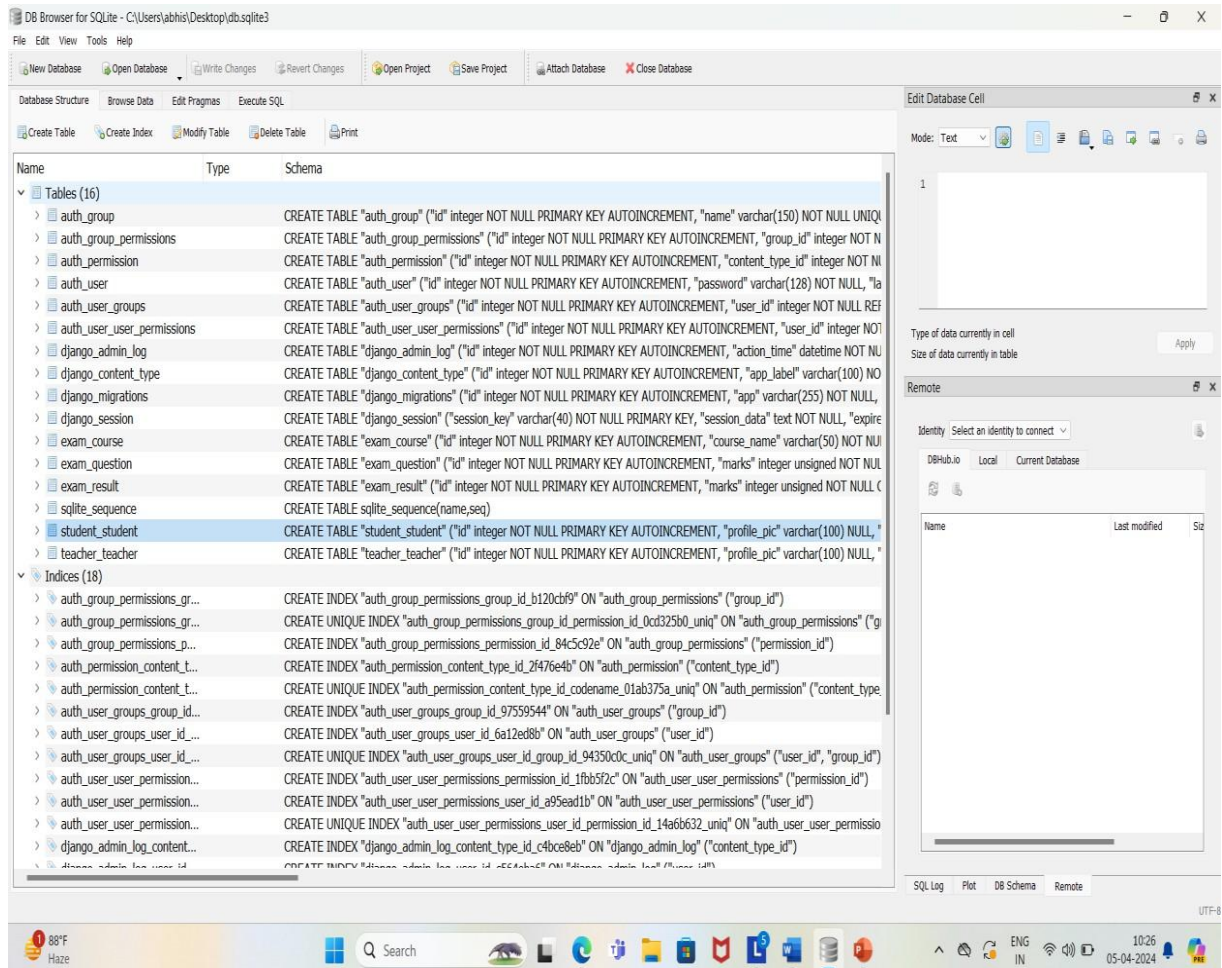 DB Browser for SQLite - C:\Users\abhis\Desktop\db.sqlite3
File Edit View Tools Help
New Database Open Database Write Changes Revert Changes Open Project Save Project Attach Database Close Database
Database Structure Browse Data Edit Pragmas Execute SQL
Create Table Create Index Modify Table Delete Table Print
Name Type Schema
Tables (16)
auth_group CREATE TABLE "auth_group" ("id" integer NOT NULL PRIMARY KEY AUTOINCREMENT, "name" varchar(150) NOT NULL UNIQU
auth_group_permissions CREATE TABLE "auth_group_permissions" ("id" integer NOT NULL PRIMARY KEY AUTOINCREMENT, "group_id" integer NOT N
auth_permission CREATE TABLE "auth_permission" ("id" integer NOT NULL PRIMARY KEY AUTOINCREMENT, "content_type_id" integer NOT NU
auth_user CREATE TABLE "auth_user" ("id" integer NOT NULL PRIMARY KEY AUTOINCREMENT, "password" varchar(128) NOT NULL, "la
auth_user_groups CREATE TABLE "auth_user_groups" ("id" integer NOT NULL PRIMARY KEY AUTOINCREMENT, "user_id" integer NOT NULL REF
auth_user_user_permissions CREATE TABLE "auth_user_user_permissions" ("id" integer NOT NULL PRIMARY KEY AUTOINCREMENT, "user_id" integer NOT
django_admin_log CREATE TABLE "django_admin_log" ("id" integer NOT NULL PRIMARY KEY AUTOINCREMENT, "action_time" datetime NOT NU
django_content_type CREATE TABLE "django_content_type" ("id" integer NOT NULL PRIMARY KEY AUTOINCREMENT, "app_label" varchar(100) NO
django_migrations CREATE TABLE "django_migrations" ("id" integer NOT NULL PRIMARY KEY AUTOINCREMENT, "app" varchar(255) NOT NULL,
django_session CREATE TABLE "django_session" ("session_key" varchar(40) NOT NULL PRIMARY KEY, "session_data" text NOT NULL, "expire
exam_course CREATE TABLE "exam_course" ("id" integer NOT NULL PRIMARY KEY AUTOINCREMENT, "course_name" varchar(50) NOT NUL
exam_question CREATE TABLE "exam_question" ("id" integer NOT NULL PRIMARY KEY AUTOINCREMENT, "marks" integer unsigned NOT NUL
exam_result CREATE TABLE "exam_result" ("id" integer NOT NULL PRIMARY KEY AUTOINCREMENT, "marks" integer unsigned NOT NULL C
sqlite_sequence CREATE TABLE sqlite_sequence(name,seq)
student_student CREATE TABLE "student_student" ("id" integer NOT NULL PRIMARY KEY AUTOINCREMENT, "profile_pic" varchar(100) NULL, "
teacher_teacher CREATE TABLE "teacher_teacher" ("id" integer NOT NULL PRIMARY KEY AUTOINCREMENT, "profile_pic" varchar(100) NULL, "
Indices (18)
auth_group_permissions_gr... CREATE INDEX "auth_group_permissions_group_id_b120cbf9" ON "auth_group_permissions" ("group_id")
auth_group_permissions_gr... CREATE UNIQUE INDEX "auth_group_permissions_group_id_permission_id_0cd325b0_uniq" ON "auth_group_permissions" ("g
auth_group_permissions_p... CREATE INDEX "auth_group_permissions_permission_id_84c5c92e" ON "auth_group_permissions" ("permission_id")
auth_permission_content_t... CREATE INDEX "auth_permission_content_type_id_2f476e4b" ON "auth_permission" ("content_type_id")
auth_permission_content_t... CREATE UNIQUE INDEX "auth_permission_content_type_id_codename_01ab375a_uniq" ON "auth_permission" ("content_type_
auth_user_groups_group_id... CREATE INDEX "auth_user_groups_group_id_97559544" ON "auth_user_groups" ("group_id")
auth_user_groups_user_id_... CREATE INDEX "auth_user_groups_user_id_6a12ed8b" ON "auth_user_groups" ("user_id")
auth_user_groups_user_id_... CREATE UNIQUE INDEX "auth_user_groups_user_id_group_id_94350c0c_uniq" ON "auth_user_groups" ("user_id", "group_id")
auth_user_user_permission... CREATE INDEX "auth_user_user_permissions_permission_id_1fbb5f2c" ON "auth_user_user_permissions" ("permission_id")
auth_user_user_permission... CREATE INDEX "auth_user_user_permissions_user_id_a95ead1b" ON "auth_user_user_permissions" ("user_id")
auth_user_user_permission... CREATE UNIQUE INDEX "auth_user_user_permissions_user_id_permission_id_14a6b632_uniq" ON "auth_user_user_permissio
django_admin_log_content... CREATE INDEX "django_admin_log_content_type_id_c4bce8eb" ON "django_admin_log" ("content_type_id")
Edit Database Cell
Mode: Text
1
Type of data currently in cell
Size of data currently in table
Apply
Remote
Identity Select an identity to connect
DBHub.io Local Current Database
Name Last modified Siz
SQL Log Plot DB Schema Remote
UTF-8
1 88°F
Haze
Search
ENG
IN
10:26
05-04-2024
PRE